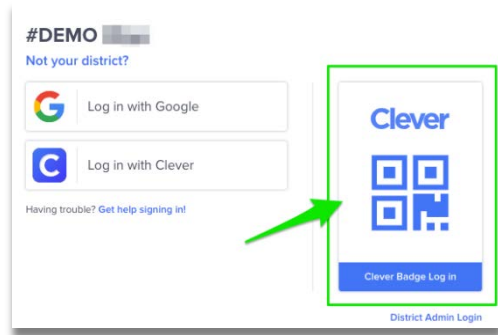 #DEMO
Not your district?
Log in with Google
Log in with Clever
Having trouble? Get help signing in!
Clever
Clever Badge Log in
District Admin Login